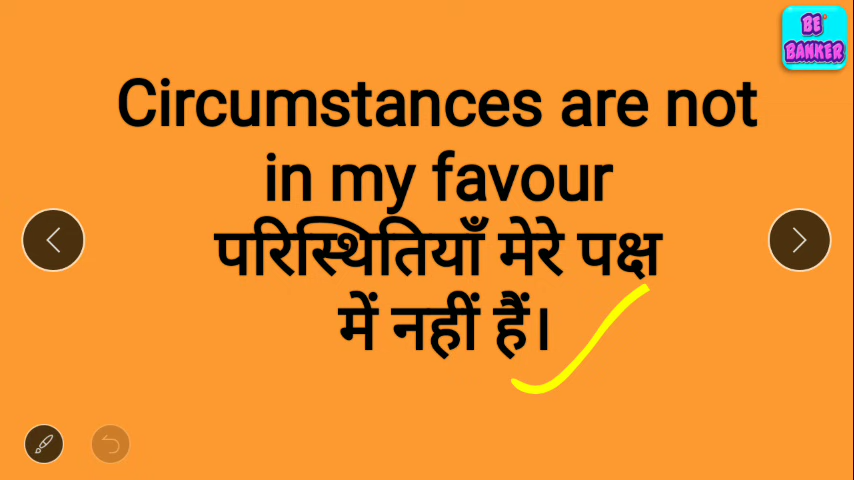 BE
BANKER
Circumstances are not
in my favour
परिस्थितियाँ मेरे पक्ष
में नहीं हैं।